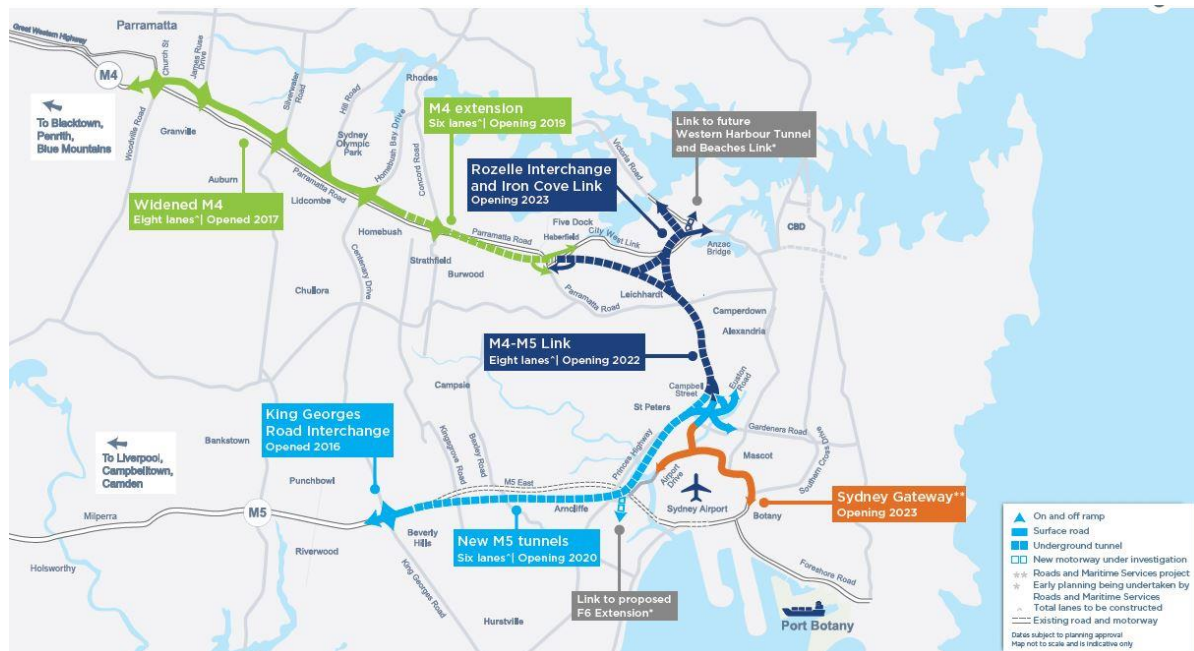 Great Western Highway
Parramatta
Church St
James Ruse
Drive
M4
To Blacktown,
Penrith,
Blue Mountains
Woodville Road
Granville
Silverwater
Road
Hill Road
Sydney
Olympic
Park
Homebush Bay Drive
Rhodes
Concord Road
M4 extension
Six lanes^| Opening 2019
Link to future
Western Harbour Tunnel
and Beaches Link*
Victoria Road
Rozelle Interchange
and Iron Cove Link
Opening 2023
Auburn
Widened M4
Eight lanes^| Opened 2017
Lidcombe
Parramatta Road
Homebush
Parramatta Road
Five Dock
Haberfield
City West Link
Anzac
Bridge
CBD
Strathfield
Burwood
Centenary Drive
Chullora
Parramatta Road
Leichhardt
Camperdown
Alexandria
M4-M5 Link
Eight lanes^| Opening 2022
Campbell
Street
Euston
Road
St Peters
Campsie
King Georges
Road Interchange
Opened 2016
To Liverpool,
Campbelltown,
Camden
Bankstown
Punchbowl
Kingsgrove Road
Bexley Road
Princes Highway
Gardeners Road
Mascot
Southern Cross Drive
Airport
Drive
M5 East
Arncliffe
Sydney Airport
Botany
Sydney Gateway**
Opening 2023
Milperra
M5
Riverwood
Beverly
Hills
New M5 tunnels
Six lanes^| Opening 2020
Holsworthy
King Georges Road
Hurstville
Link to proposed
F6 Extension*
Foreshore Road
Port Botany
On and off ramp
Surface road
Underground tunnel
New motorway under investigation
** Roads and Maritime Services project
* Early planning being undertaken by
Roads and Maritime Services
^ Total lanes to be constructed
Existing road and motorway
Dates subject to planning approval
Map not to scale and is indicative only